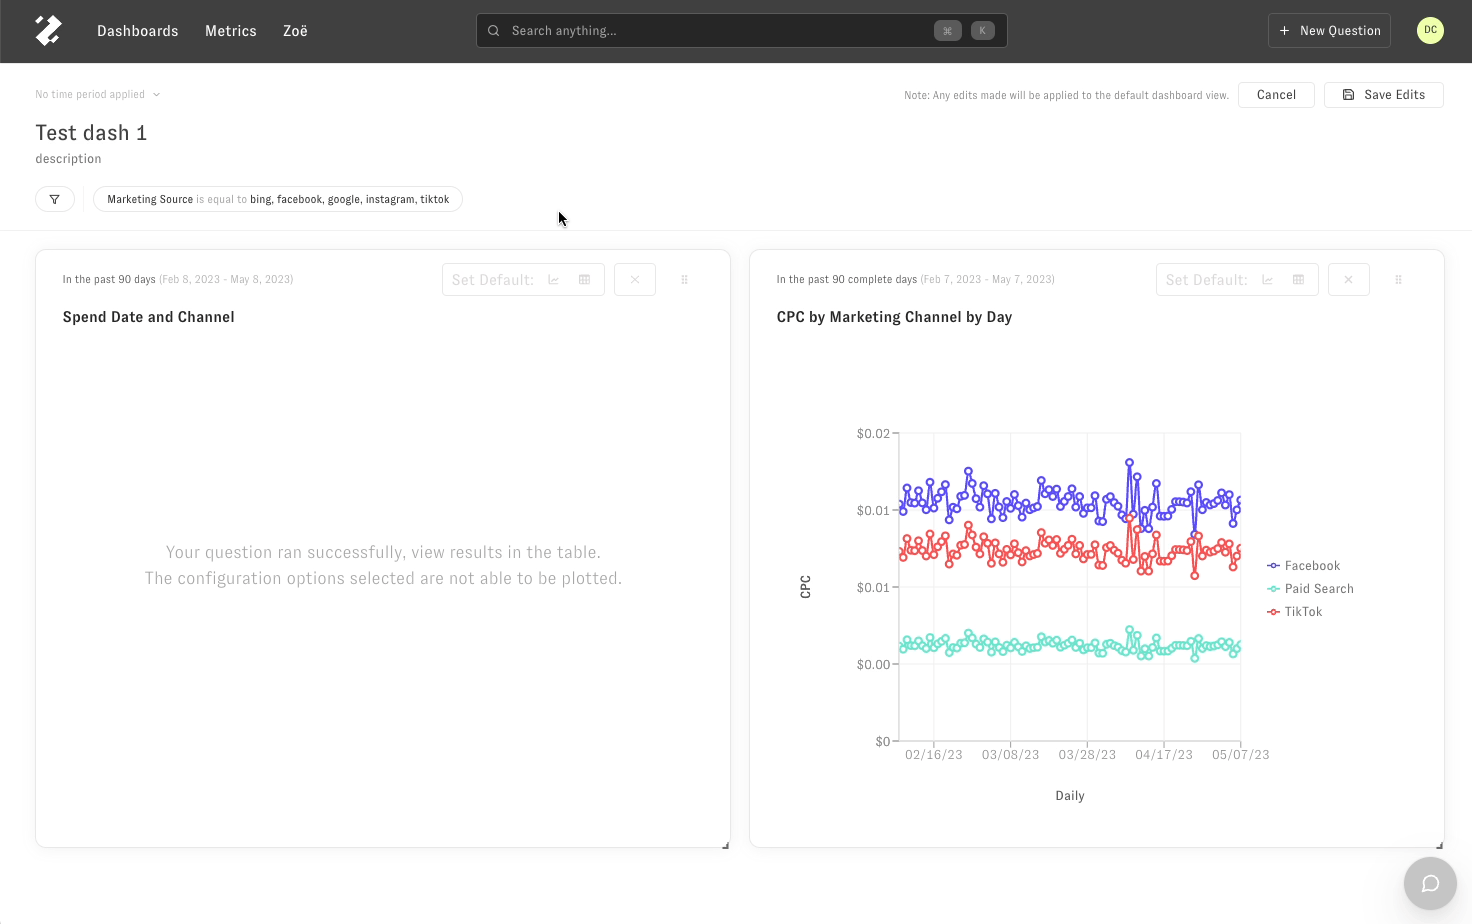 Dashboards Metrics Zoë Search anything... ⌘ K + New Question DC
No time period applied Note: Any edits made will be applied to the default dashboard view. Cancel Save Edits
Test dash 1
description
Marketing Source is equal to bing, facebook, google, instagram, tiktok
In the past 90 days (Feb 8, 2023 - May 8, 2023) Set Default:
Spend Date and Channel
Your question ran successfully, view results in the table.
The configuration options selected are not able to be plotted.
In the past 90 complete days (Feb 7, 2023 - May 7, 2023) Set Default:
CPC by Marketing Channel by Day
$0.02
$0.01
$0.01
$0.00
$0
CPC
02/16/23 03/08/23 03/28/23 04/17/23 05/07/23
Daily
Facebook
Paid Search
TikTok